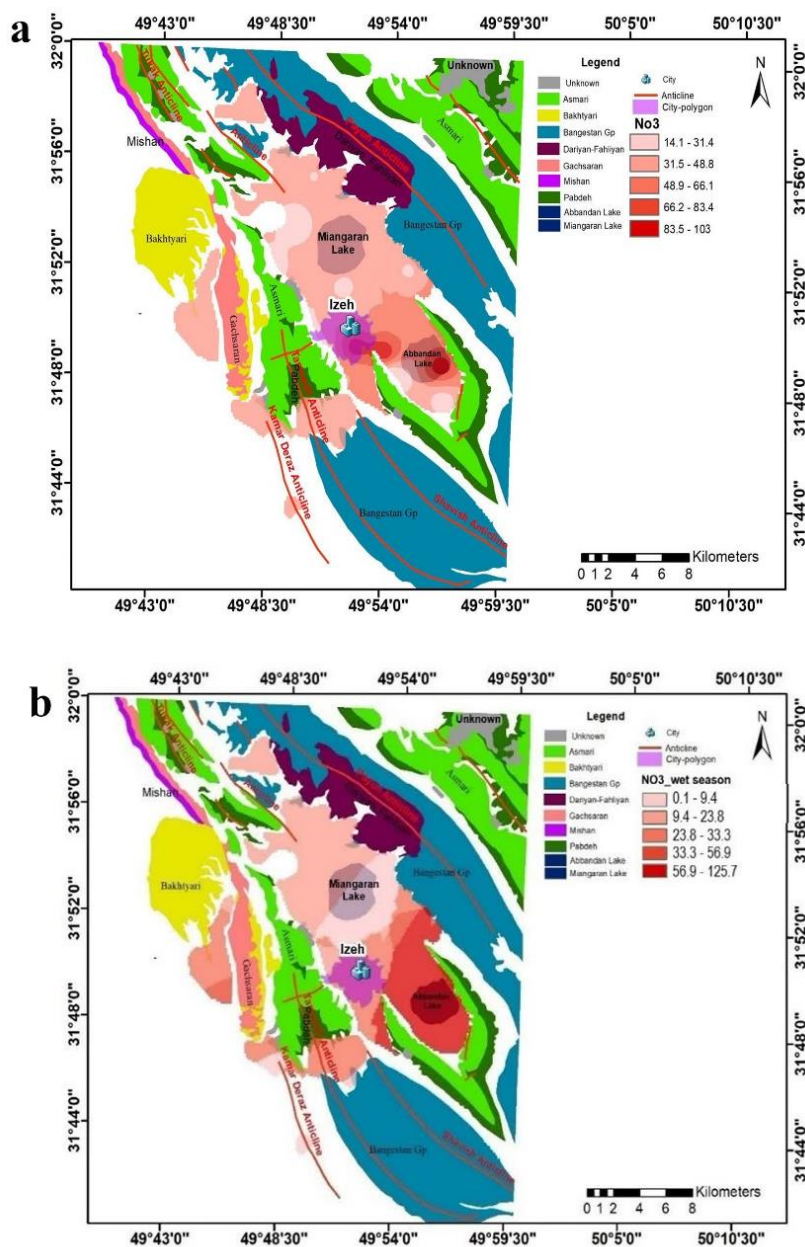 a
49°43'0" 49°48'30" 49°54'0" 49°59'30" 50°5'0" 50°10'30"
32°0'0"
31°56'0"
31°52'0"
31°48'0"
31°44'0"
32°0'0"
31°56'0"
31°52'0"
31°48'0"
31°44'0"
Unknown
Turak Anticline
Anticline
Anticline
Mishan
Dariyan-Fahliyan
Asmari
Bangestan Gp
Bakhtyari
Miangaran
Lake
Izeh
Asmari
Gachsaran
Pabdeh
Abbandan
Lake
Anticline
Kamar Deraz Anticline
Bangestan Gp
Shavish Anticline
Legend
Unknown
Asmari
Bakhtyari
Bangestan Gp
Dariyan-Fahliyan
Gachsaran
Mishan
Pabdeh
Abbandan Lake
Miangaran Lake
City
Anticline
City-polygon
No3
14.1 - 31.4
31.5 - 48.8
48.9 - 66.1
66.2 - 83.4
83.5 - 103
N
Kilometers
0 1 2 4 6 8
49°43'0" 49°48'30" 49°54'0" 49°59'30" 50°5'0" 50°10'30"
b
49°43'0" 49°48'30" 49°54'0" 49°59'30" 50°5'0" 50°10'30"
32°0'0"
31°56'0"
31°52'0"
31°48'0"
31°44'0"
32°0'0"
31°56'0"
31°52'0"
31°48'0"
31°44'0"
Unknown
Turak Anticline
Anticline
Mishan
Asmari
Bangestan Gp
Bakhtyari
Miangaran
Lake
Izeh
Asmari
Gachsaran
Pabdeh
Abbandan
Lake
Anticline
Kamar Deraz Anticline
Bangestan Gp
Shavish Anticline
Legend
Unknown
Asmari
Bakhtyari
Bangestan Gp
Dariyan-Fahliyan
Gachsaran
Mishan
Pabdeh
Abbandan Lake
Miangaran Lake
City
Anticline
City-polygon
NO3_wet season
0.1 - 9.4
9.4 - 23.8
23.8 - 33.3
33.3 - 56.9
56.9 - 125.7
N
Kilometers
0 1 2 4 6 8
49°43'0" 49°48'30" 49°54'0" 49°59'30" 50°5'0" 50°10'30"